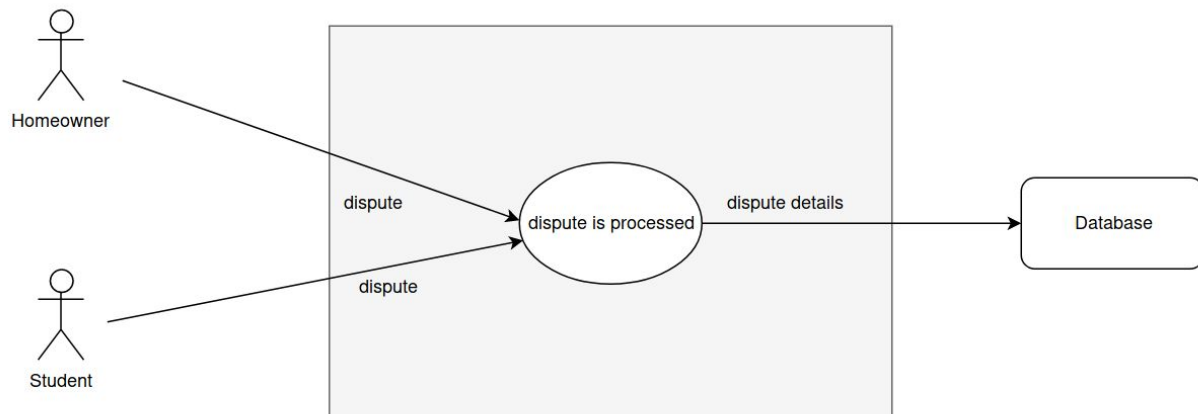 Homeowner
dispute
dispute is processed
dispute details
Database
dispute
Student